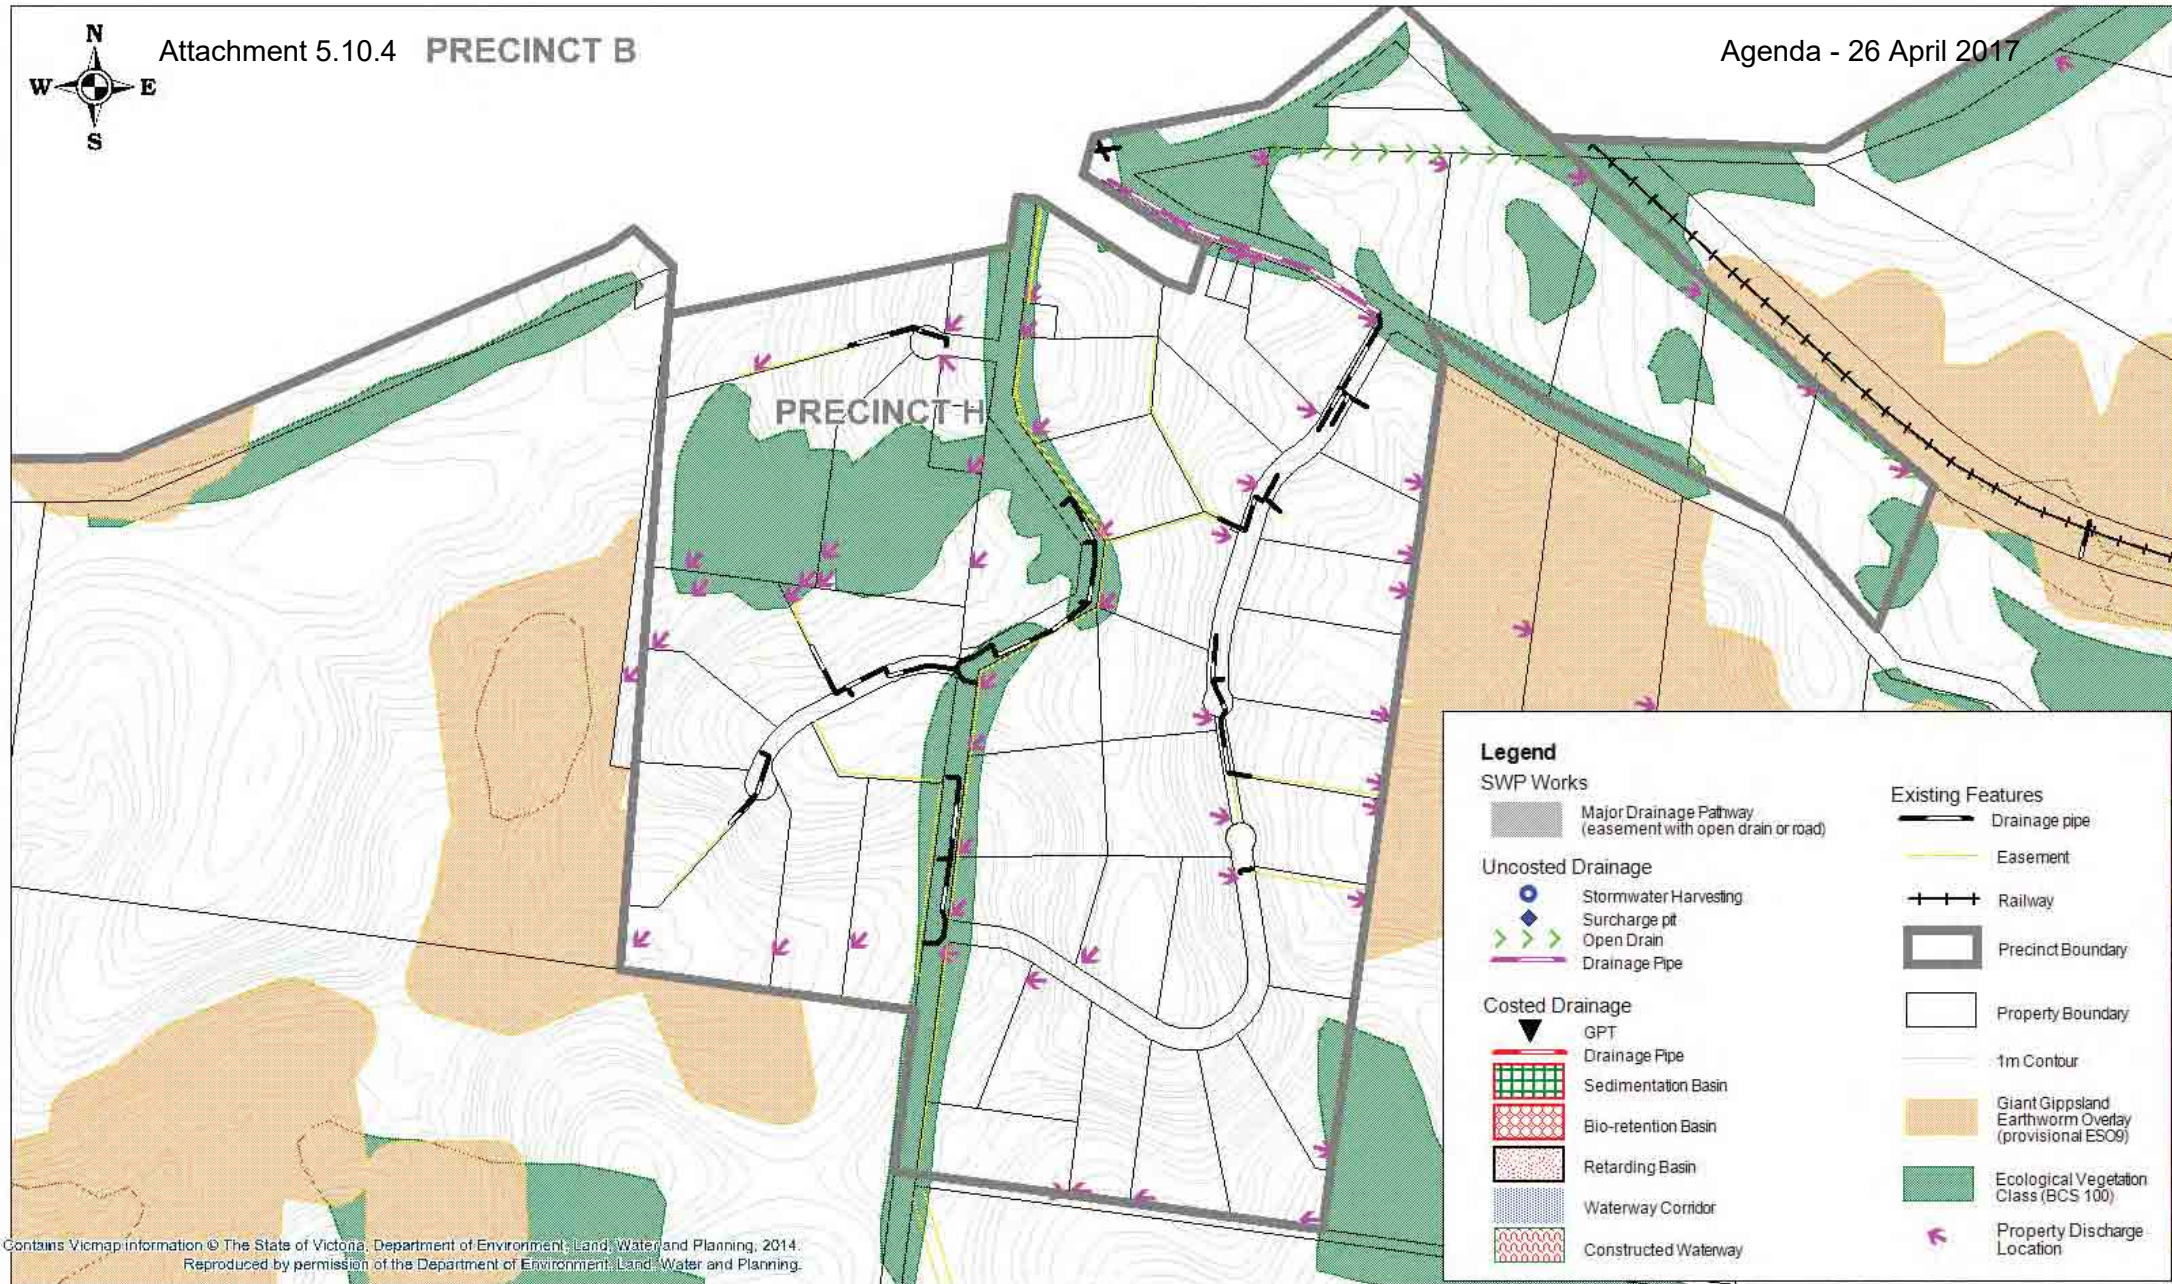 N
W E
S
Attachment 5.10.4 PRECINCT B
Agenda - 26 April 2017
PRECINCT H
Legend
SWP Works
Major Drainage Pathway
(easement with open drain or road)
Uncosted Drainage
Stormwater Harvesting
Surcharge pit
Open Drain
Drainage Pipe
Costed Drainage
GPT
Drainage Pipe
Sedimentation Basin
Bio-retention Basin
Retarding Basin
Waterway Corridor
Constructed Waterway
Existing Features
Drainage pipe
Easement
Railway
Precinct Boundary
Property Boundary
1m Contour
Giant Gippsland
Earthworm Overlay
(provisional ESO9)
Ecological Vegetation
Class (BCS 100)
Property Discharge
Location
Contains Vicmap information © The State of Victoria, Department of Environment, Land, Water and Planning, 2014.
Reproduced by permission of the Department of Environment, Land, Water and Planning.